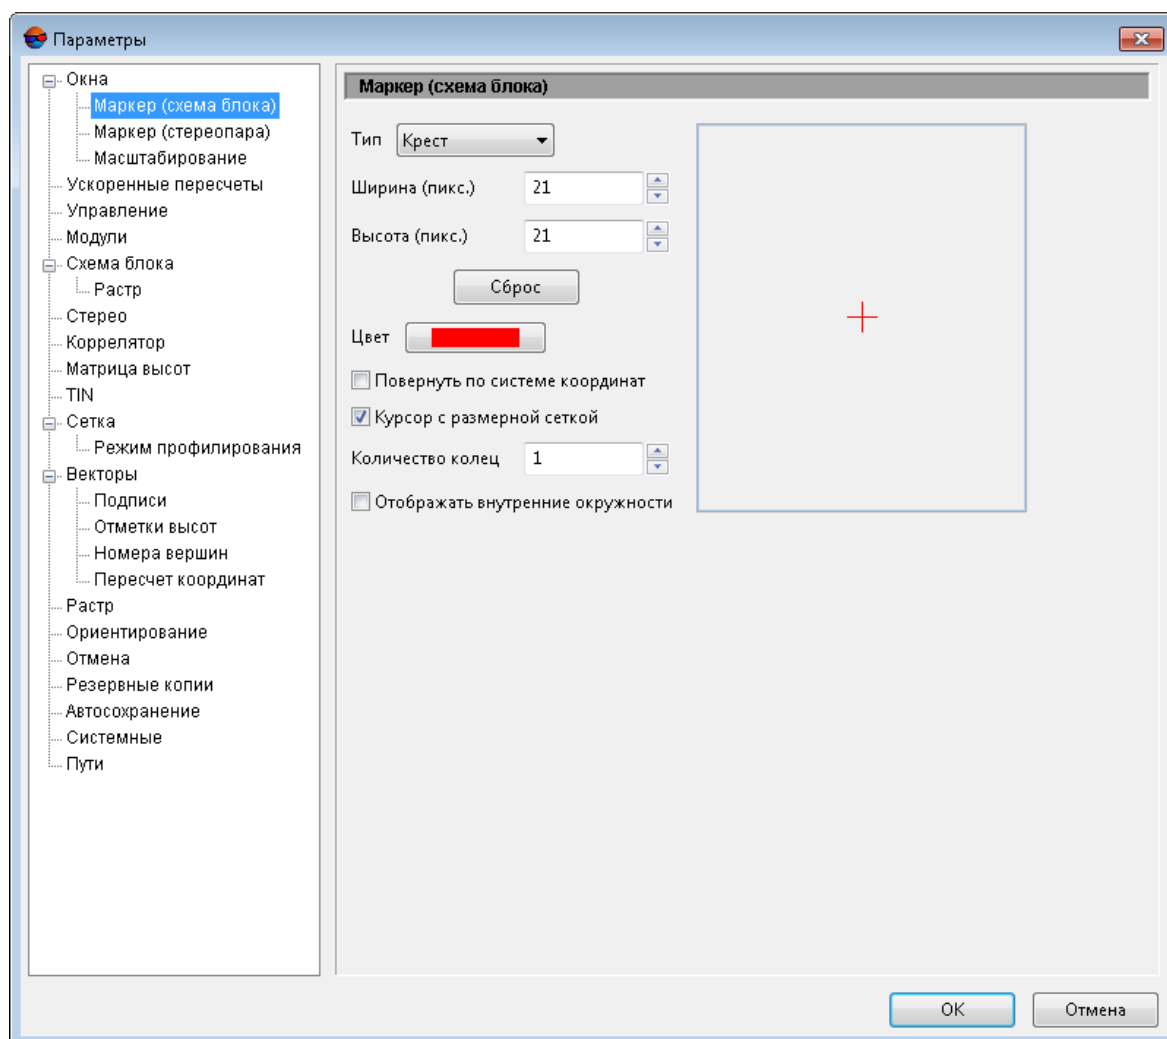 Параметры
Окна
Маркер (схема блока)
Маркер (стереопара)
Масштабирование
Ускоренные пересчеты
Управление
Модули
Схема блока
Растр
Стерео
Коррелятор
Матрица высот
TIN
Сетка
Режим профилирования
Векторы
Подписи
Отметки высот
Номера вершин
Пересчет координат
Растр
Ориентирование
Отмена
Резервные копии
Автосохранение
Системные
Пути
Маркер (схема блока)
Тип Крест
Ширина (пикс.) 21
Высота (пикс.) 21
Сброс
Цвет
Повернуть по системе координат
Курсор с размерной сеткой
Количество колец 1
Отображать внутренние окружности
OK Отмена